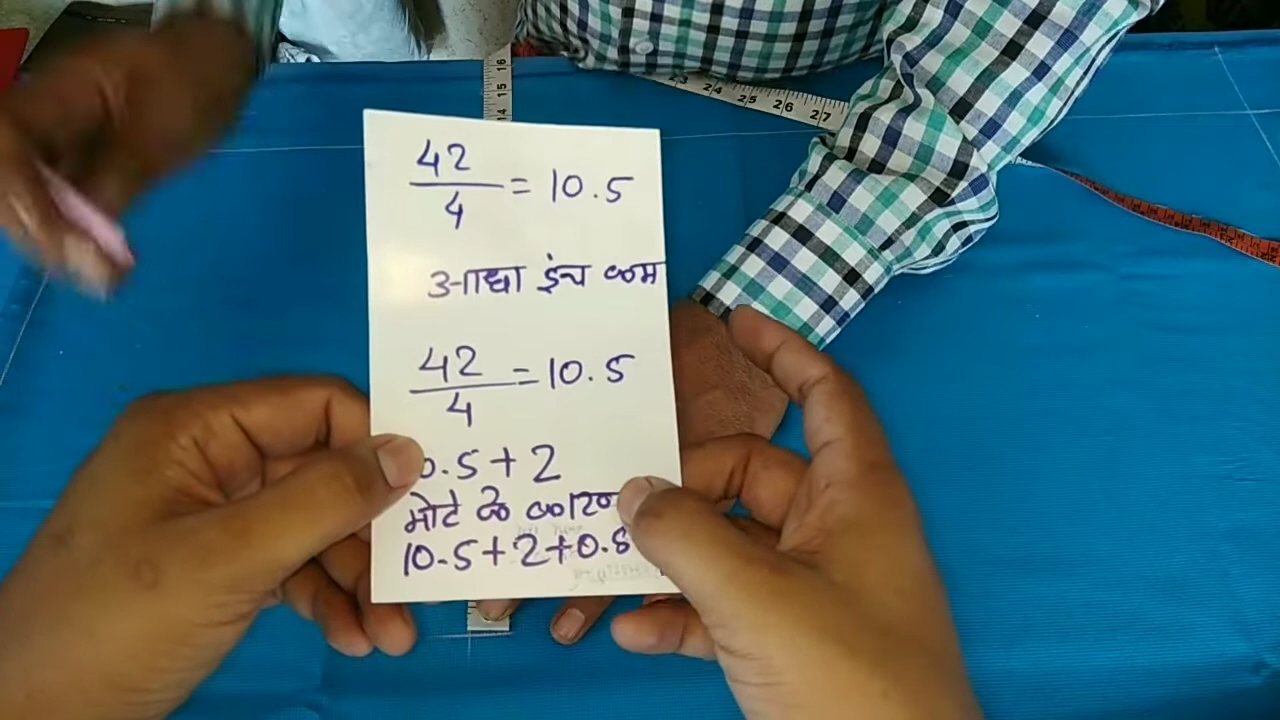 42/4 = 10.5
आधा इंच कम
42/4 = 10.5
0.5+2
मोटे के कारण
10.5+2+0.5
14 15 16
24 25 26 27